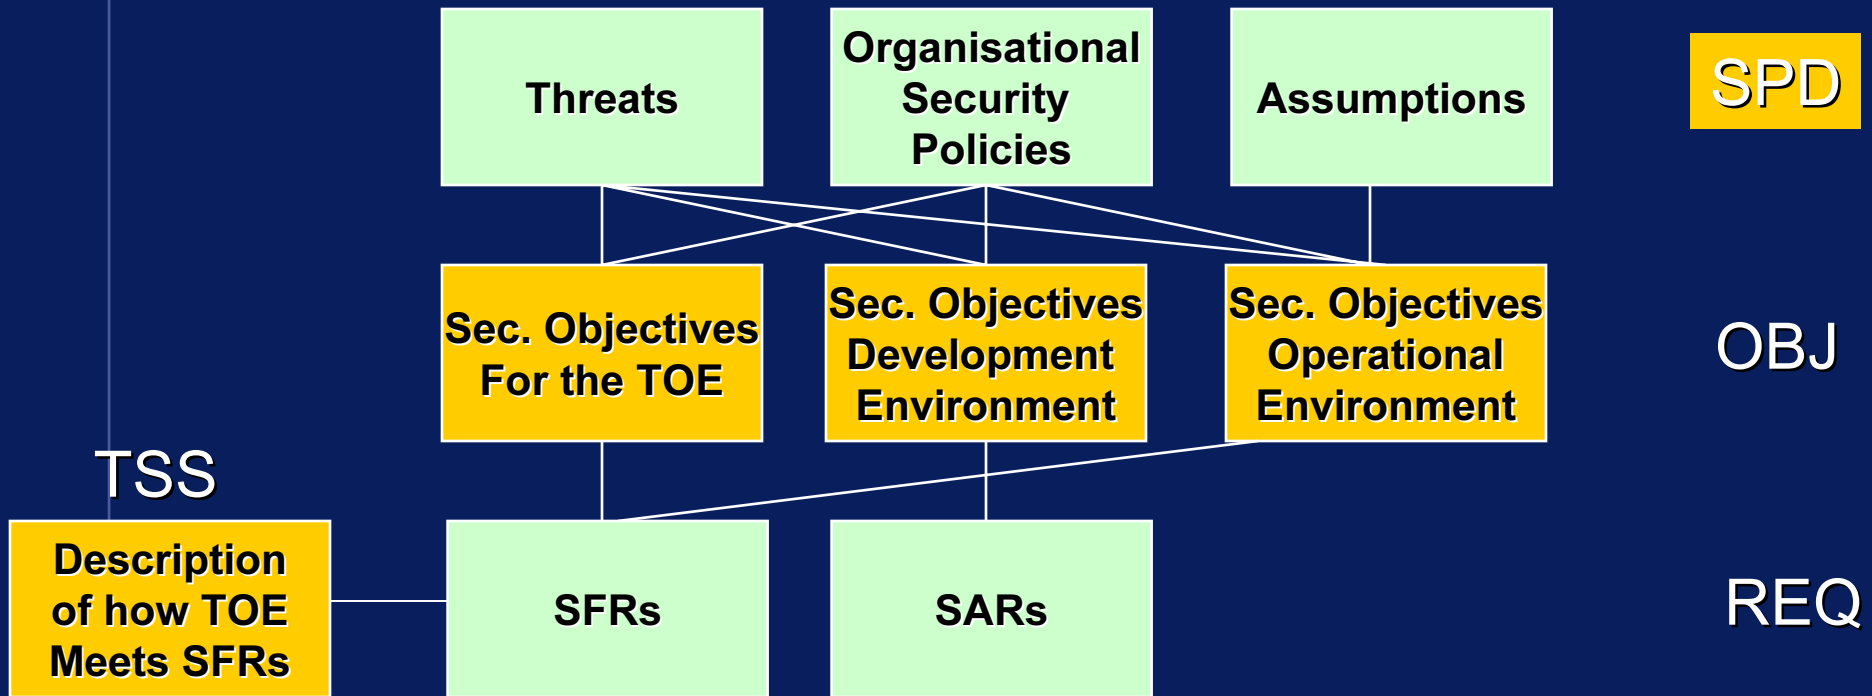 Threats
Organisational
Security
Policies
Assumptions
SPD
Sec. Objectives
For the TOE
Sec. Objectives
Development
Environment
Sec. Objectives
Operational
Environment
OBJ
TSS
Description
of how TOE
Meets SFRs
SFRs
SARs
REQ